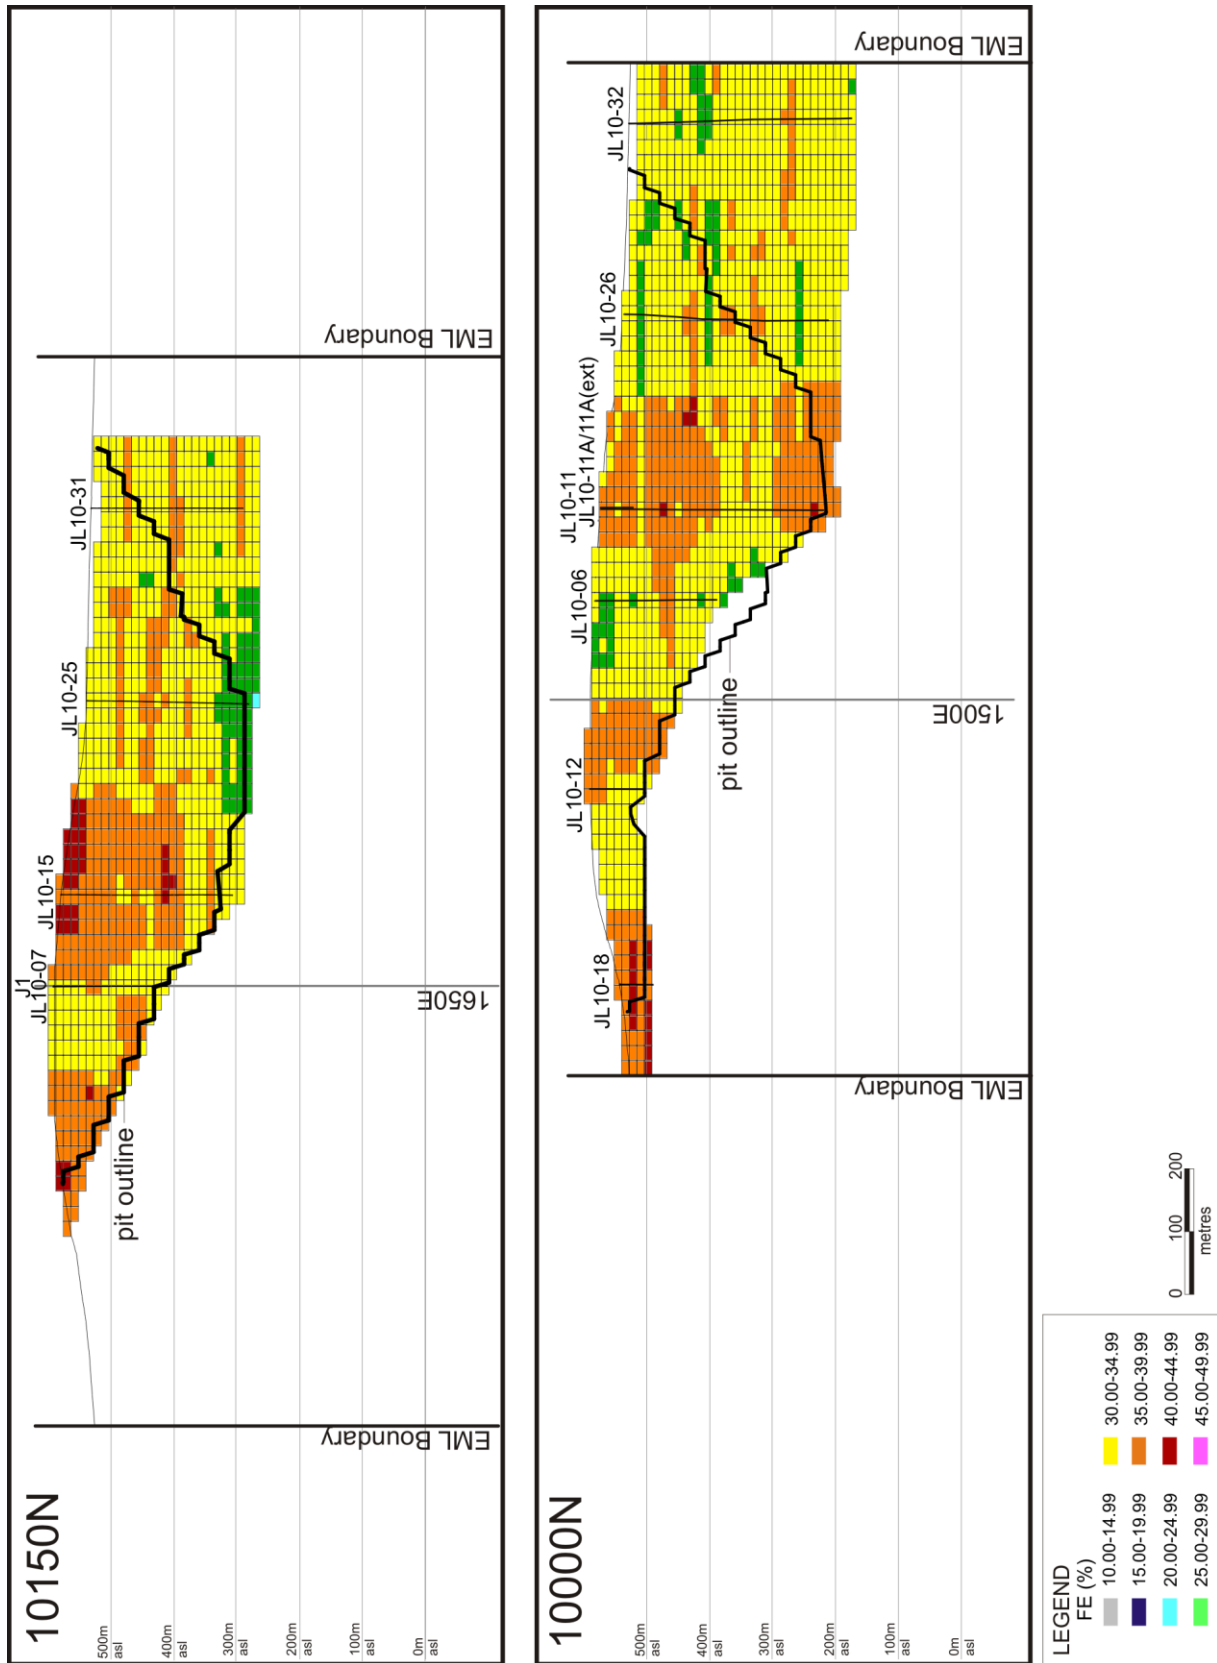 10150N
EML Boundary
EML Boundary
J1
JL10-07
JL10-15
JL10-25
JL10-31
pit outline
1650E
500m
asl
400m
asl
300m
asl
200m
asl
100m
asl
0m
asl
10000N
EML Boundary
EML Boundary
JL10-18
JL10-12
JL10-06
JL10-11
JL10-11A/11A(ext)
JL10-26
JL10-32
pit outline
1500E
500m
asl
400m
asl
300m
asl
200m
asl
100m
asl
0m
asl
LEGEND
FE (%)
10.00-14.99
15.00-19.99
20.00-24.99
25.00-29.99
30.00-34.99
35.00-39.99
40.00-44.99
45.00-49.99
0 100 200
metres